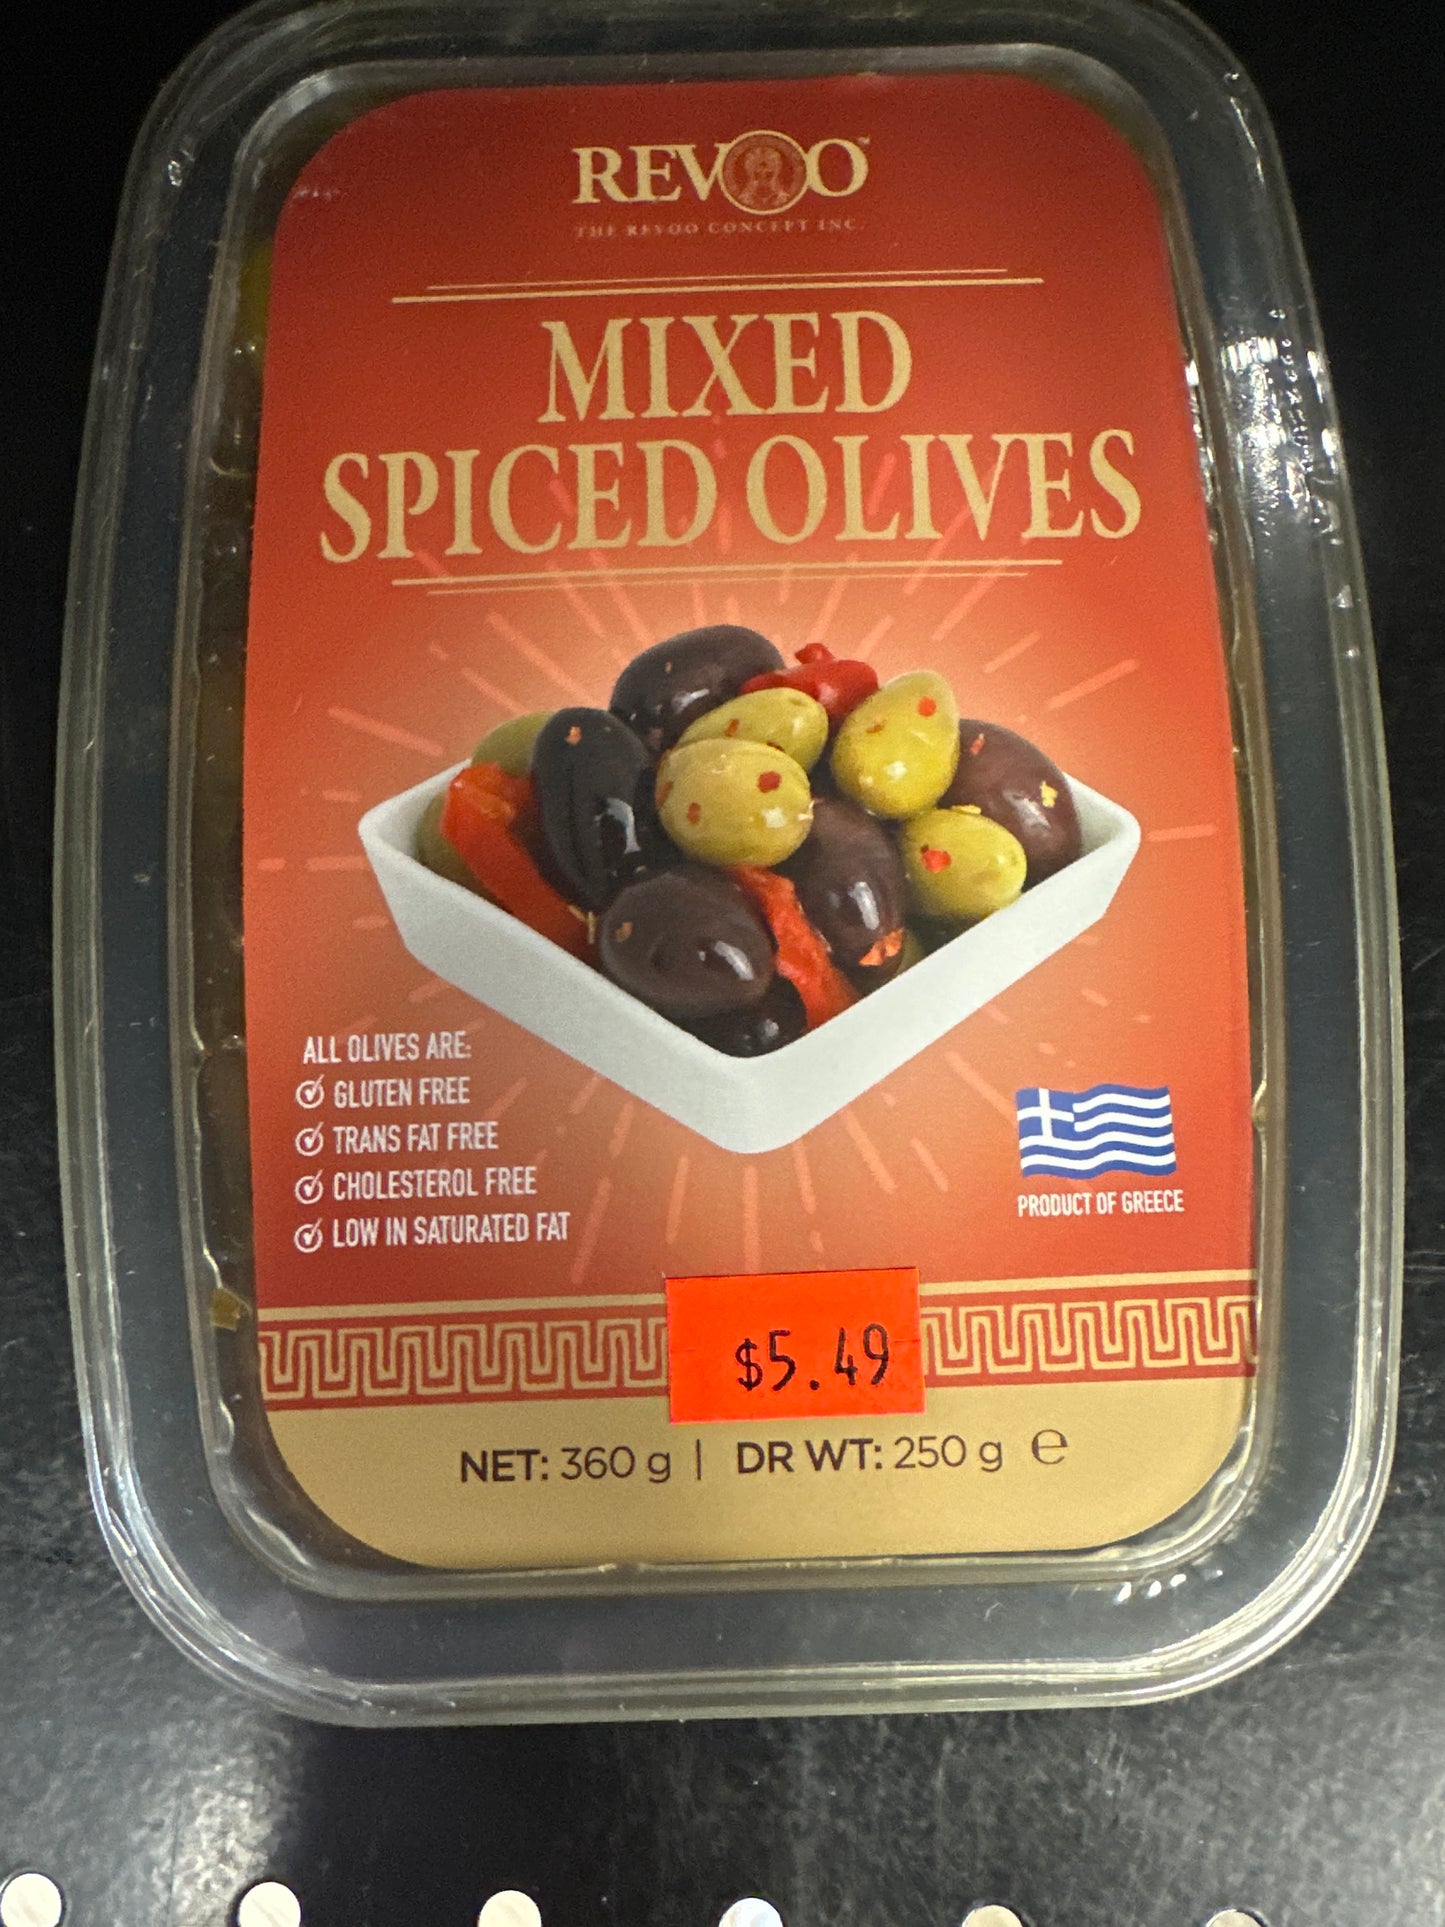 REVOO™
THE REVOO CONCEPT INC.
MIXED
SPICED OLIVES
ALL OLIVES ARE:
GLUTEN FREE
TRANS FAT FREE
CHOLESTEROL FREE
LOW IN SATURATED FAT
PRODUCT OF GREECE
$5.49
NET: 360 g | DR WT: 250 g ℮